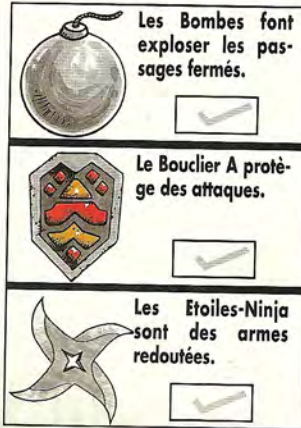 Les Bombes font
exploser les pas-
sages fermés.
Le Bouclier A protè-
ge des attaques.
Les Etoiles-Ninja
sont des armes
redoutées.